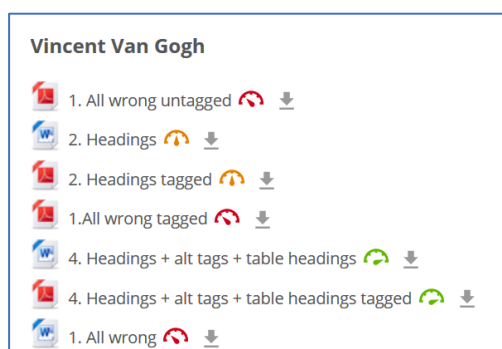 Vincent Van Gogh
1. All wrong untagged
2. Headings
2. Headings tagged
1.All wrong tagged
4. Headings + alt tags + table headings
4. Headings + alt tags + table headings tagged
1. All wrong